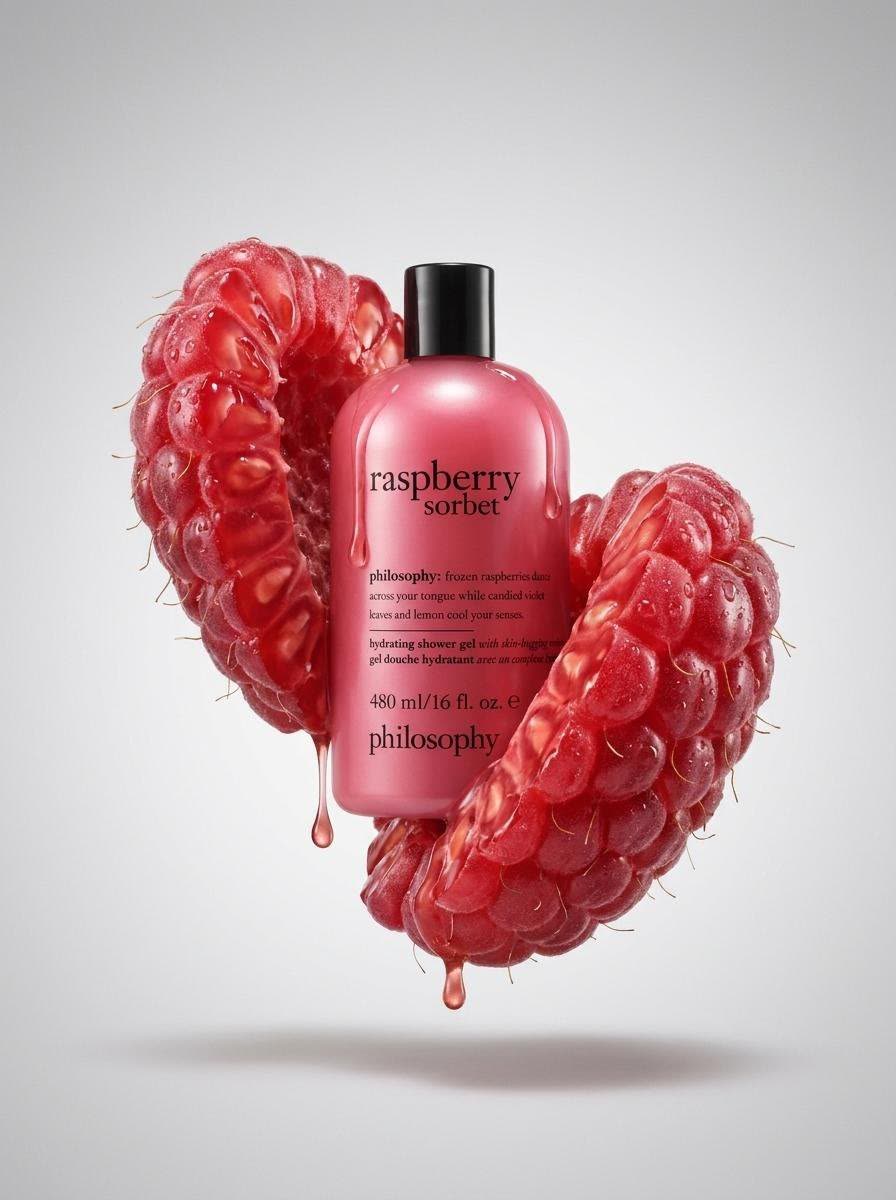 raspberry
sorbet
philosophy: frozen raspberries dance
across your tongue while candied violet
leaves and lemon cool your senses.
hydrating shower gel with skin-hugging
gel douche hydratant avec un complexe
480 ml/16 fl. oz. e
philosophy